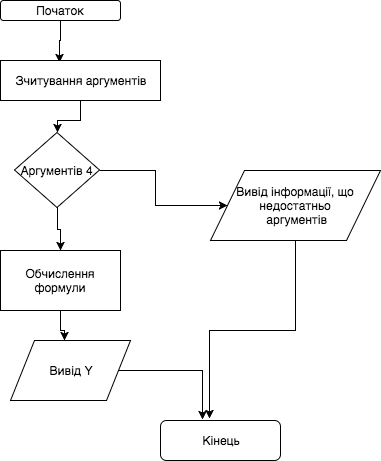 Початок
Зчитування аргументів
Аргументів 4
Вивід інформації, що
недостатньо
аргументів
Обчислення
формули
Вивід Y
Кінець